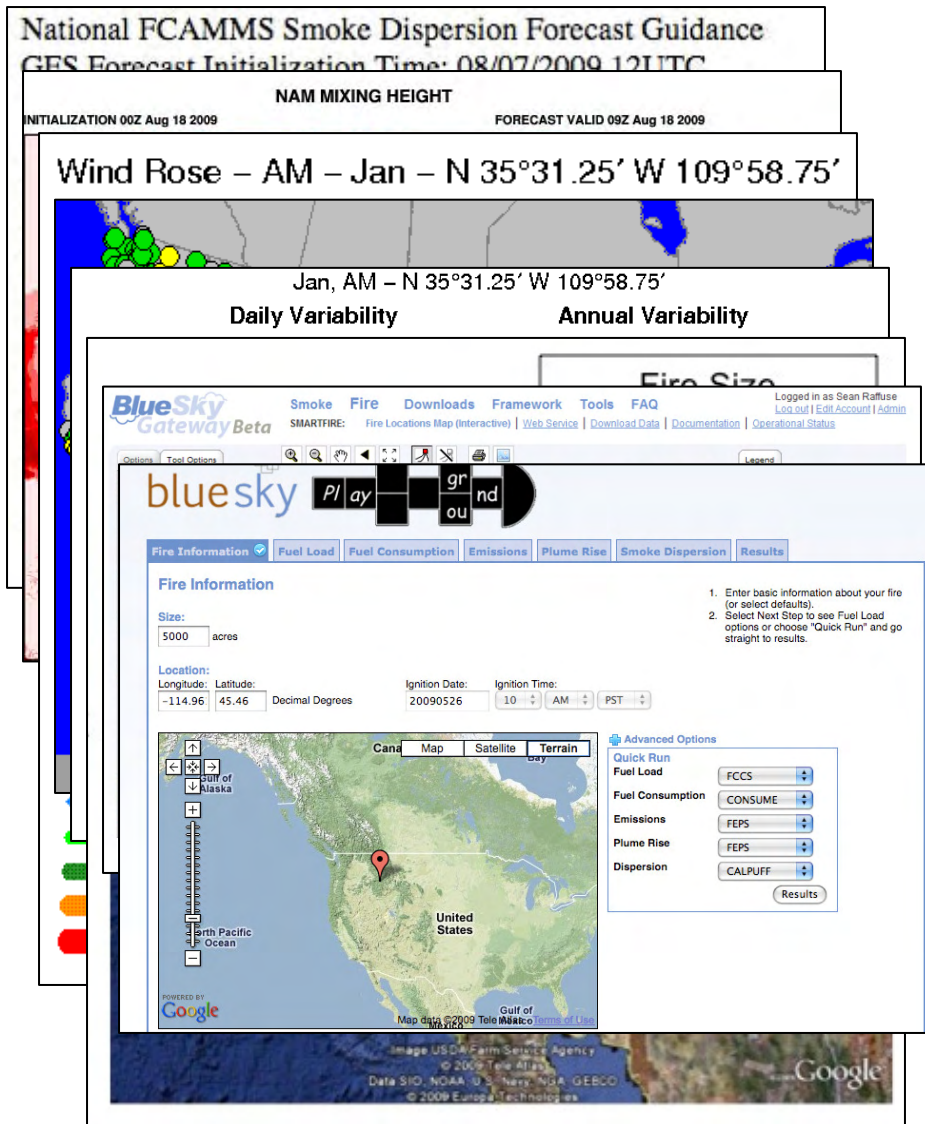 National FCAMMS Smoke Dispersion Forecast Guidance
GFS Forecast Initialization Time: 08/07/2009 12UTC
NAM MIXING HEIGHT
INITIALIZATION 00Z Aug 18 2009 FORECAST VALID 09Z Aug 18 2009
Wind Rose – AM – Jan – N 35°31.25′ W 109°58.75′
Jan, AM – N 35°31.25′ W 109°58.75′
Daily Variability Annual Variability
Fire Size
BlueSky Gateway Beta
Smoke Fire Downloads Framework Tools FAQ
Logged in as Sean Raffuse
Log out | Edit Account | Admin
SMARTFIRE: Fire Locations Map (Interactive) | Web Service | Download Data | Documentation | Operational Status
Options Tool Options Legend
bluesky Play gr ou nd
Fire Information Fuel Load Fuel Consumption Emissions Plume Rise Smoke Dispersion Results
Fire Information
1. Enter basic information about your fire
(or select defaults).
2. Select Next Step to see Fuel Load
options or choose "Quick Run" and go
straight to results.
Size:
5000 acres
Location:
Longitude: Latitude: Ignition Date: Ignition Time:
-114.96 45.46 Decimal Degrees 20090526 10 AM PST
Advanced Options
Quick Run
Fuel Load FCCS
Fuel Consumption CONSUME
Emissions FEPS
Plume Rise FEPS
Dispersion CALPUFF
Results
Cana Map Satellite Terrain
Bay
Gulf of
Alaska
United
States
North Pacific
Ocean
Gulf of
Mexico
POWERED BY
Google
Map data ©2009 Tele Atlas Terms of Use
México
Image USDA Farm Service Agency
© 2009 Tele Atlas
Data SIO, NOAA, U.S. Navy, NGA, GEBCO
© 2009 Europa Technologies
Google